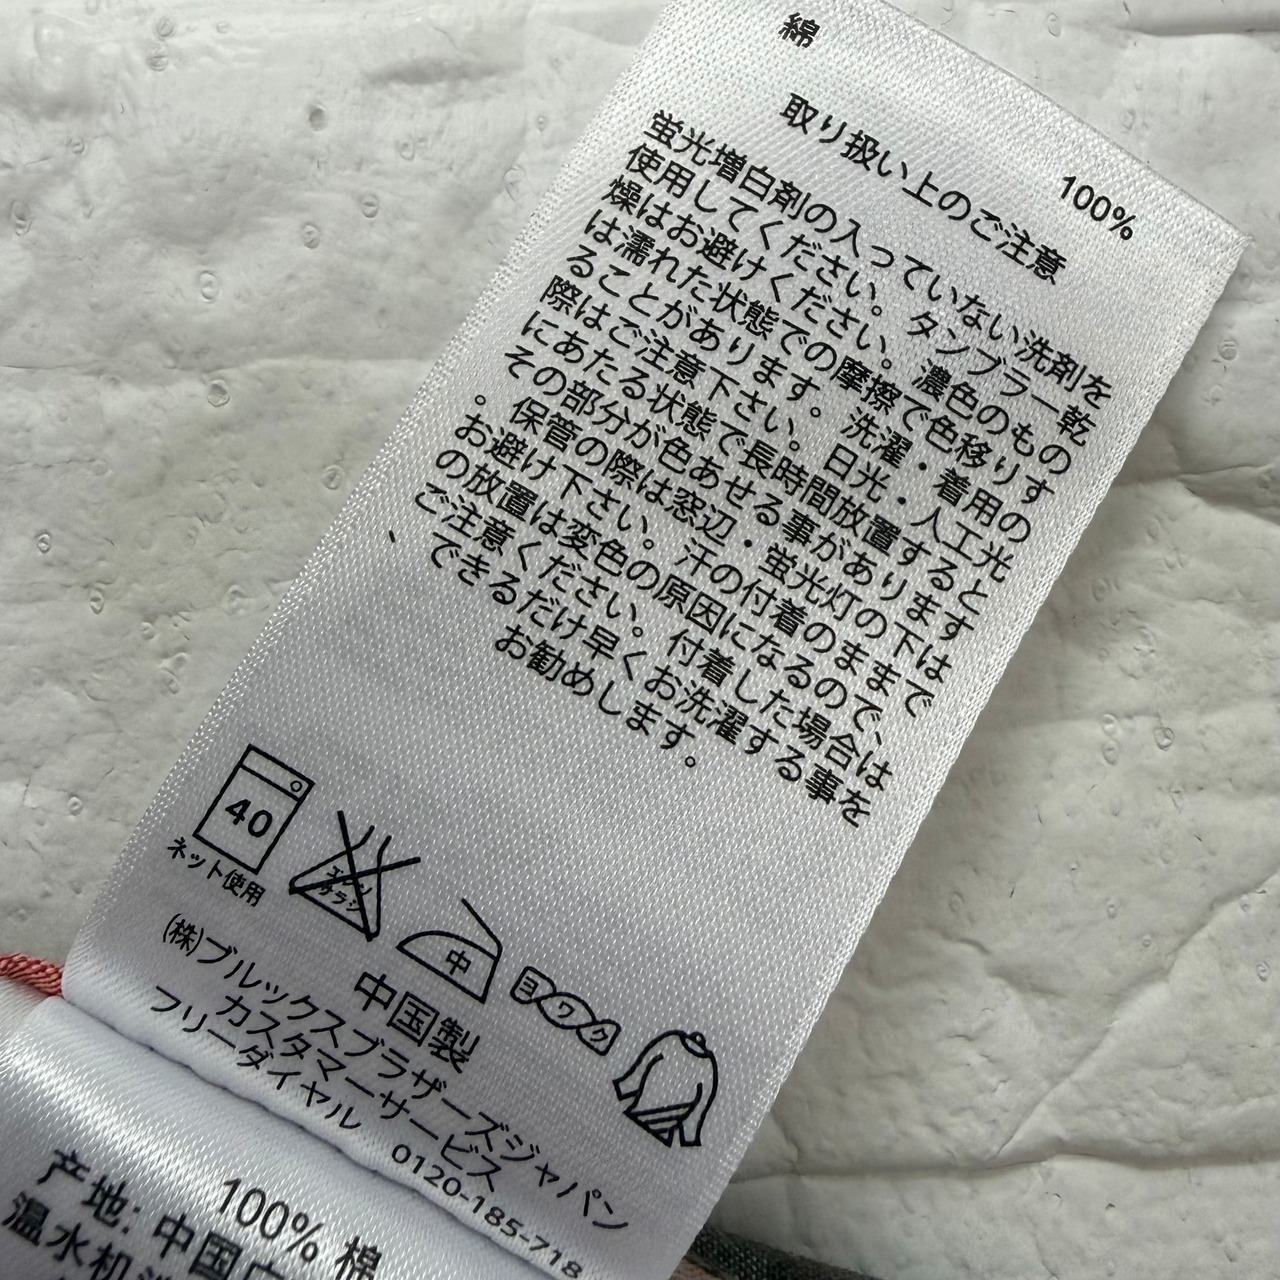 綿 100%
取り扱い上のご注意
蛍光増白剤の入っていない洗剤を
使用してください。タンブラー乾
燥はお避けください。濃色のもの
は濡れた状態での摩擦で色移りす
ることがあります。洗濯・着用の
際はご注意下さい。日光・人工光
にあたる状態で長時間放置すると
その部分が色あせる事があります
。保管の際は窓辺・蛍光灯の下は
お避け下さい。汗の付着のままで
の放置は変色の原因になるので、
ご注意ください。付着した場合は
、できるだけ早くお洗濯する事を
お勧めします。
40
ネット使用
エンソ
サラシ
中
ヨワク
中国製
(株)ブルックスブラザーズジャパン
カスタマーサービス
フリーダイヤル 0120-185-718
100% 棉
产地: 中国
温水机